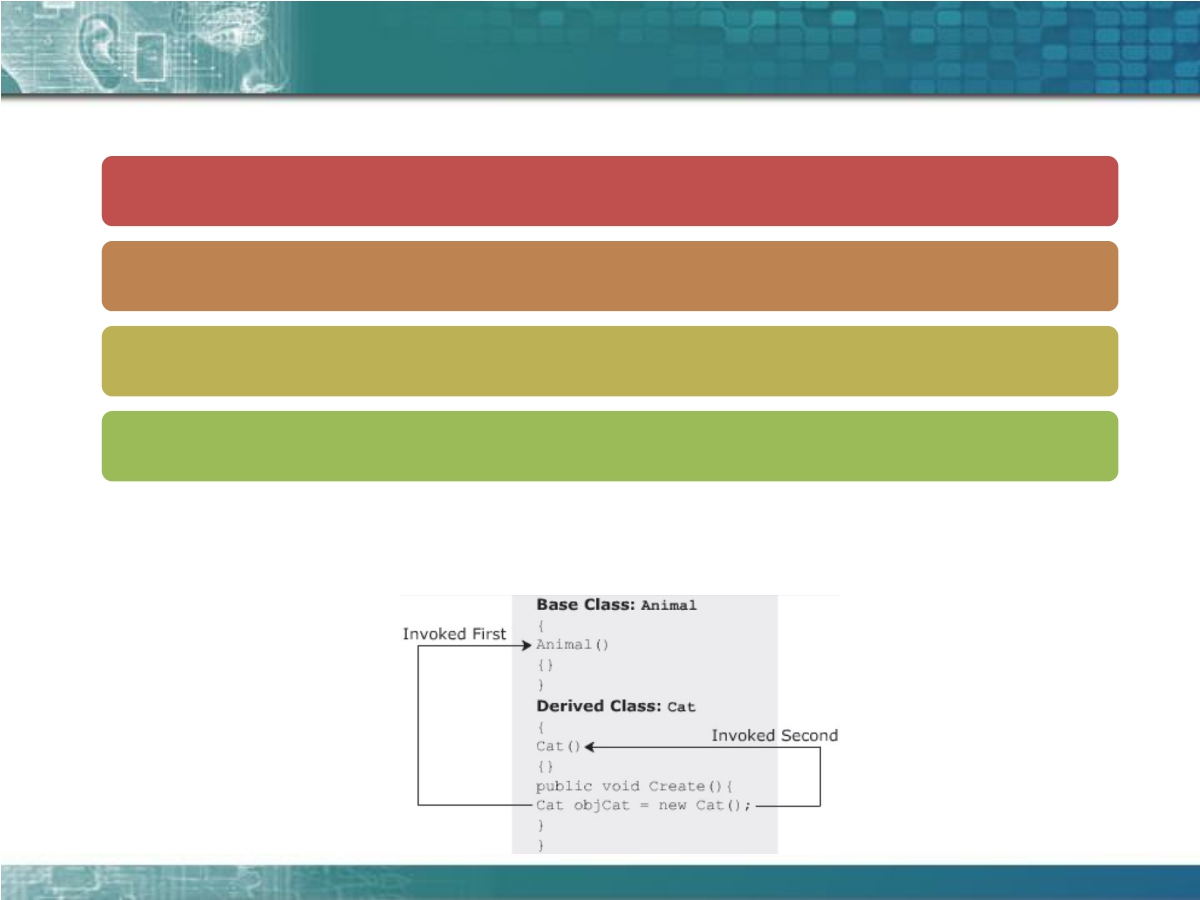 Base Class: Animal
{
Invoked First
Animal()
{}
}
Derived Class: Cat
{
Invoked Second
Cat()
{}
public void Create(){
Cat objCat = new Cat();
}
}